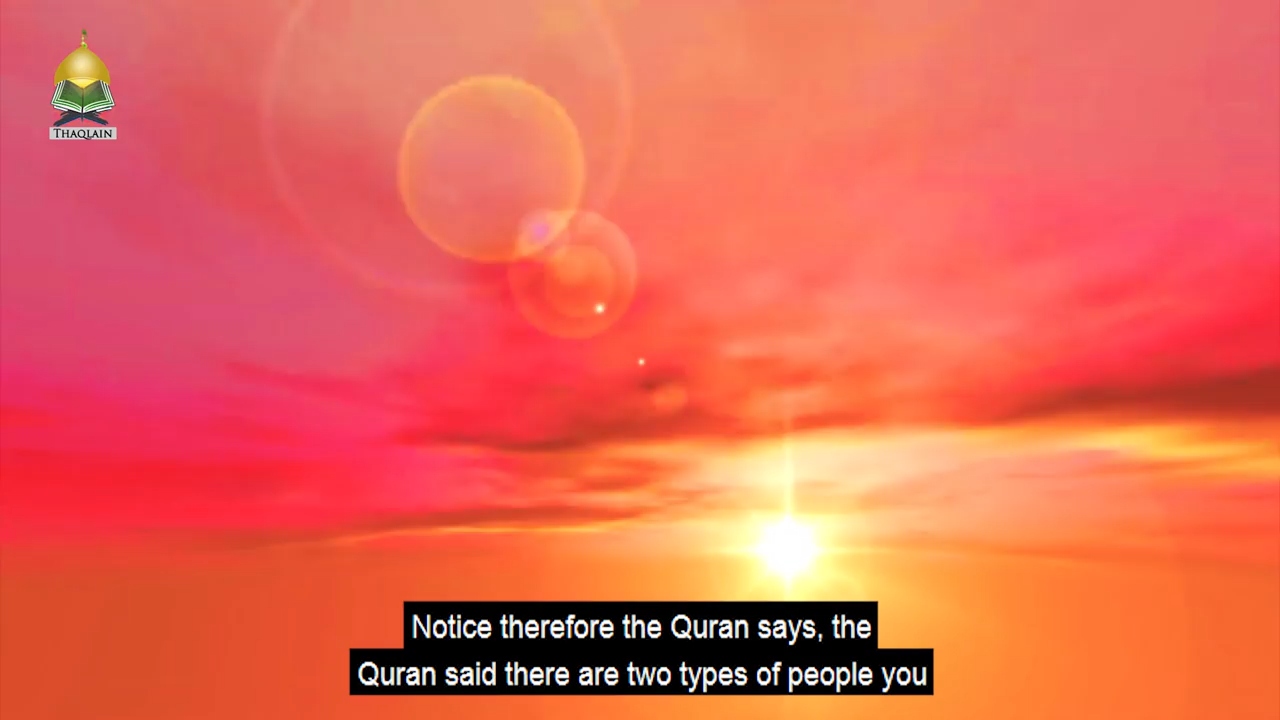 THAQLAIN
Notice therefore the Quran says, the
Quran said there are two types of people you